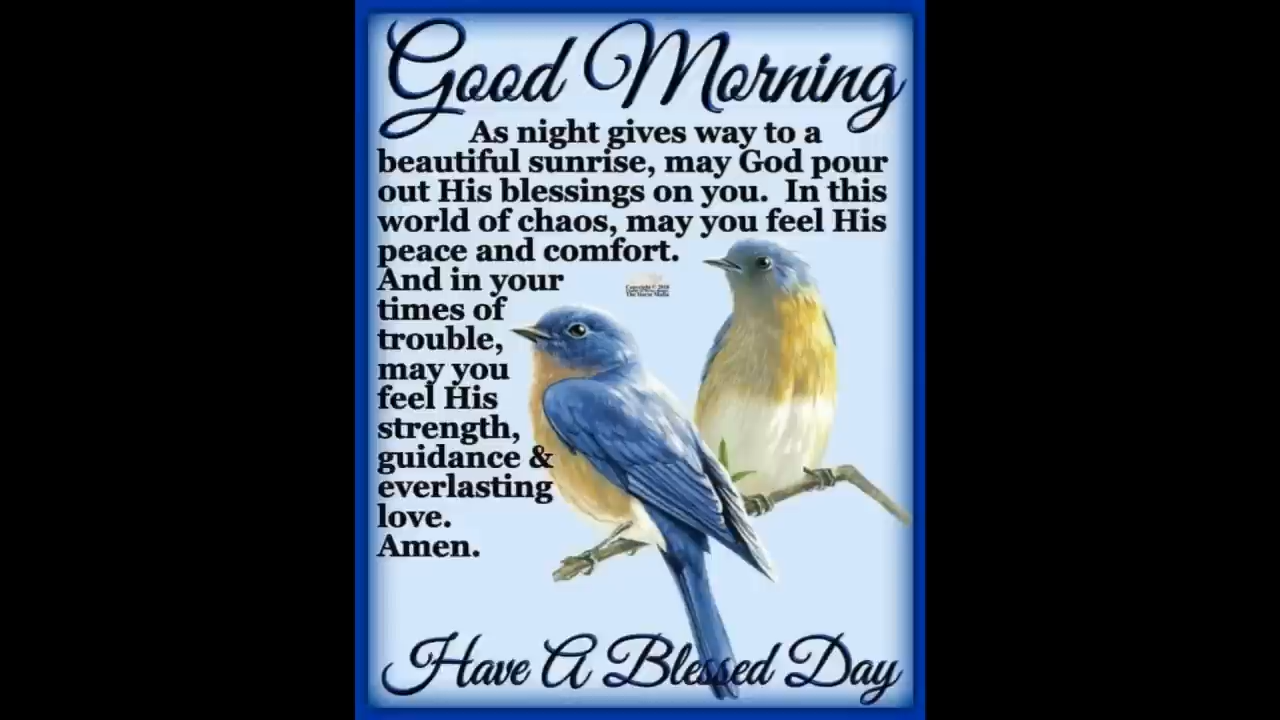 Good Morning
As night gives way to a
beautiful sunrise, may God pour
out His blessings on you.  In this
world of chaos, may you feel His
peace and comfort.
And in your
times of
trouble,
may you
feel His
strength,
guidance &
everlasting
love.
Amen.
Copyright © 2018
Have A Blessed Day